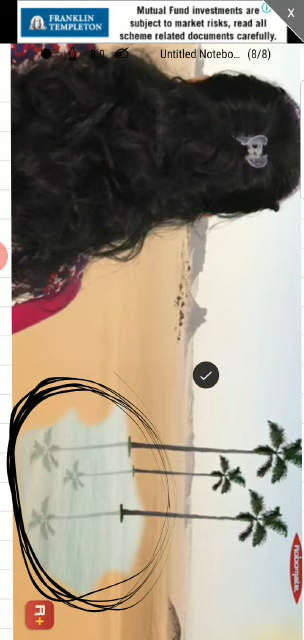 FRANKLIN
TEMPLETON
Mutual Fund investments are
subject to market risks, read all
scheme related documents carefully.
X
Untitled Notebo... (8/8)
Robomate
R+